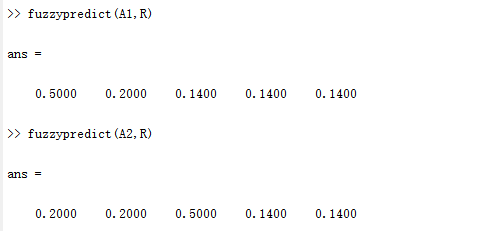 >> fuzzypredict(A1,R)
ans =
0.5000 0.2000 0.1400 0.1400 0.1400
>> fuzzypredict(A2,R)
ans =
0.2000 0.2000 0.5000 0.1400 0.1400